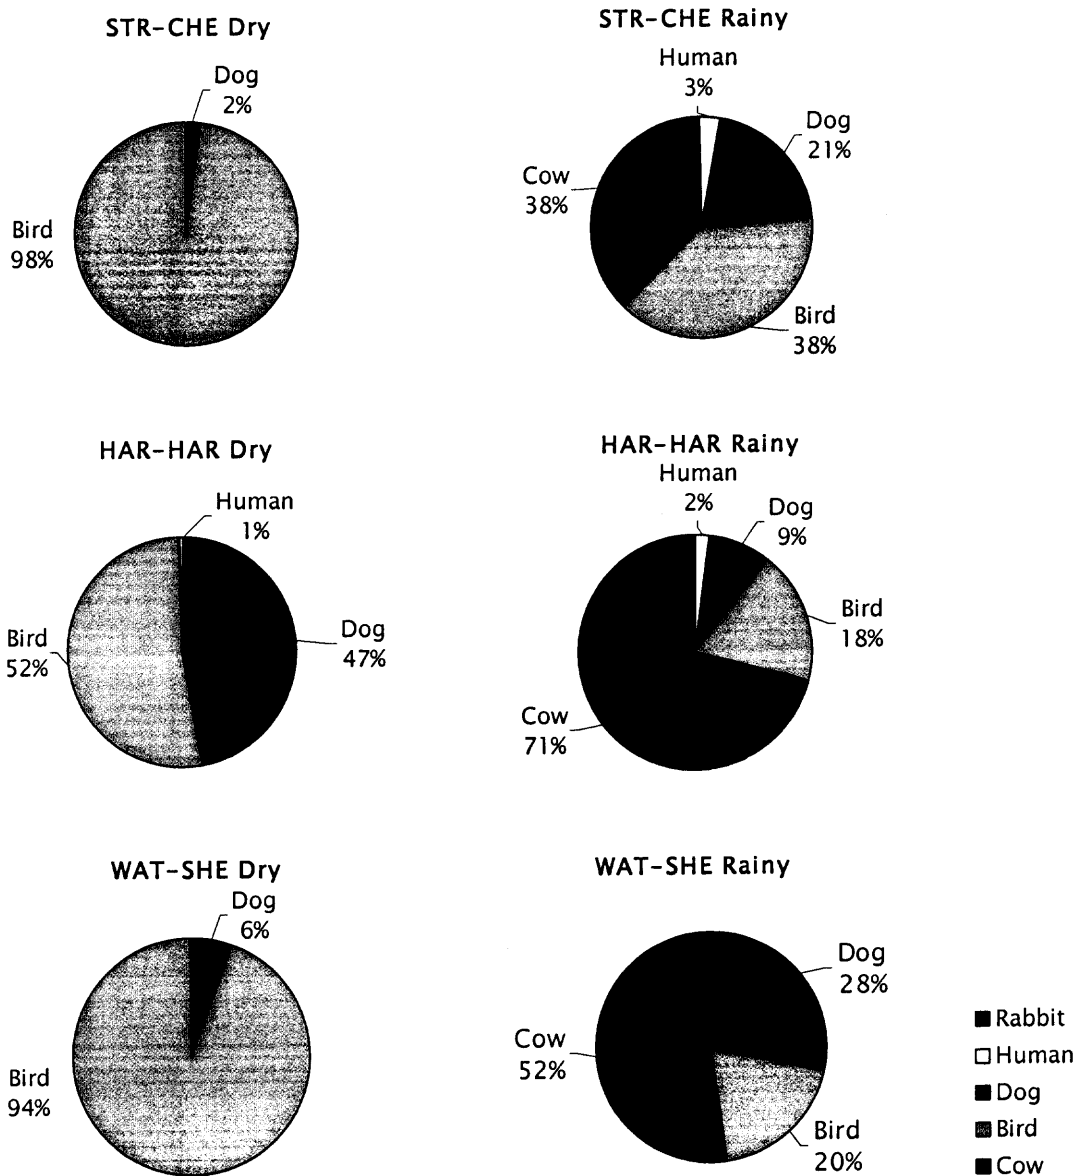 STR-CHE Dry
Dog
2%
Bird
98%
STR-CHE Rainy
Human
3%
Dog
21%
Cow
38%
Bird
38%
HAR-HAR Dry
Human
1%
Bird
52%
Dog
47%
HAR-HAR Rainy
Human
2%
Dog
9%
Bird
18%
Cow
71%
WAT-SHE Dry
Dog
6%
Bird
94%
WAT-SHE Rainy
Dog
28%
Cow
52%
Bird
20%
Rabbit
Human
Dog
Bird
Cow